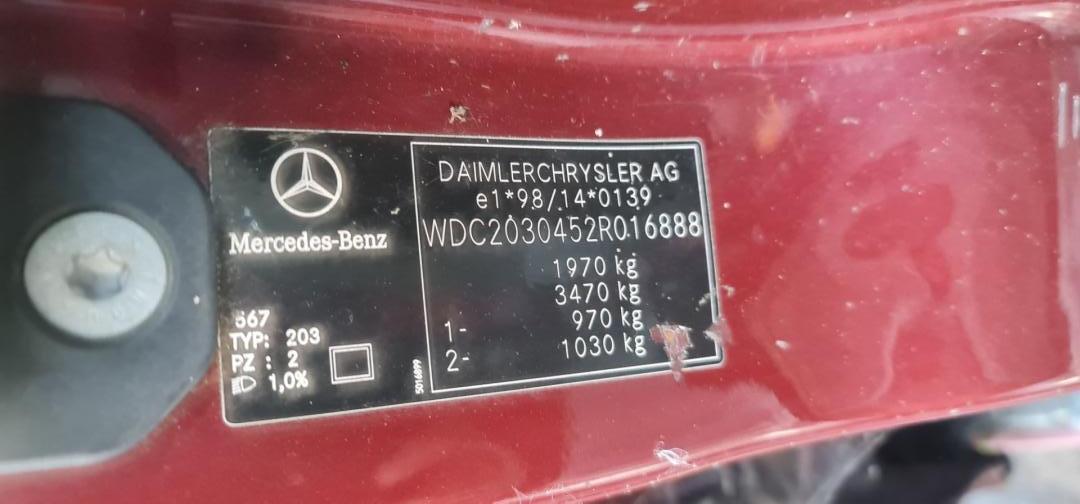 Mercedes-Benz
567
TYP: 203
PZ : 2
1,0%
DAIMLERCHRYSLER AG
e1*98/14*0139
WDC2030452R016888
1970 kg
3470 kg
1- 970 kg
2- 1030 kg
5016899